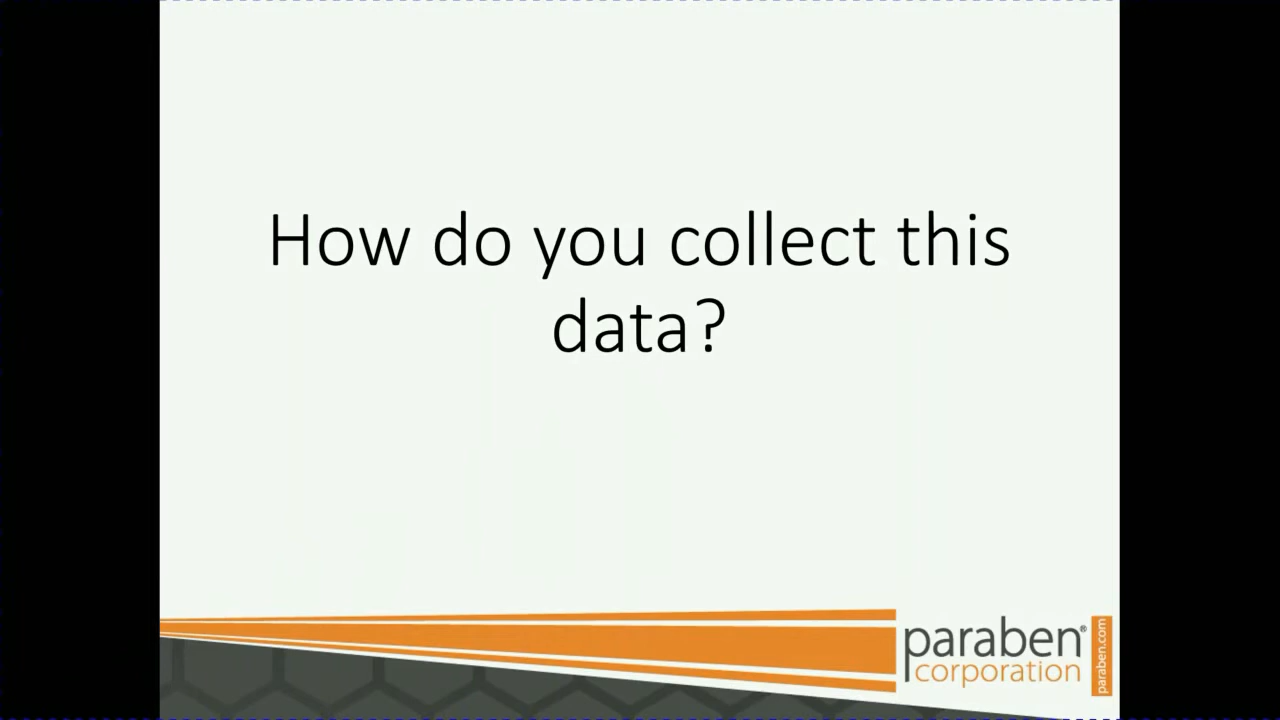 How do you collect this
data?
paraben®
corporation
paraben.com